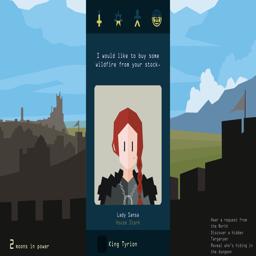 I would like to buy some
wildfire from your stock.
Lady Sansa
House Stark
King Tyrion
2 moons in power
Hear a request from
the North
Discover a hidden
Targaryen
Reveal who's hiding in
the dungeon